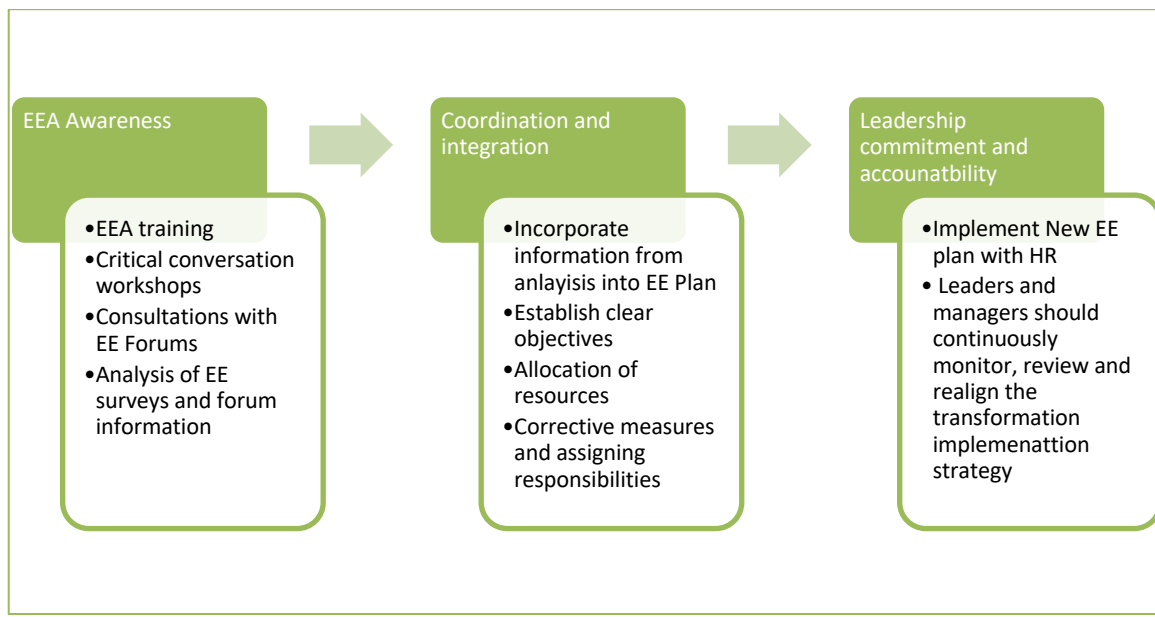 EEA Awareness
•EEA training
•Critical conversation
workshops
•Consultations with
EE Forums
•Analysis of EE
surveys and forum
information
Coordination and
integration
•Incorporate
information from
anlayisis into EE Plan
•Establish clear
objectives
•Allocation of
resources
•Corrective measures
and assigning
responsibilities
Leadership
commitment and
accounatbility
•Implement New EE
plan with HR
• Leaders and
managers should
continuously
monitor, review and
realign the
transformation
implemenattion
strategy